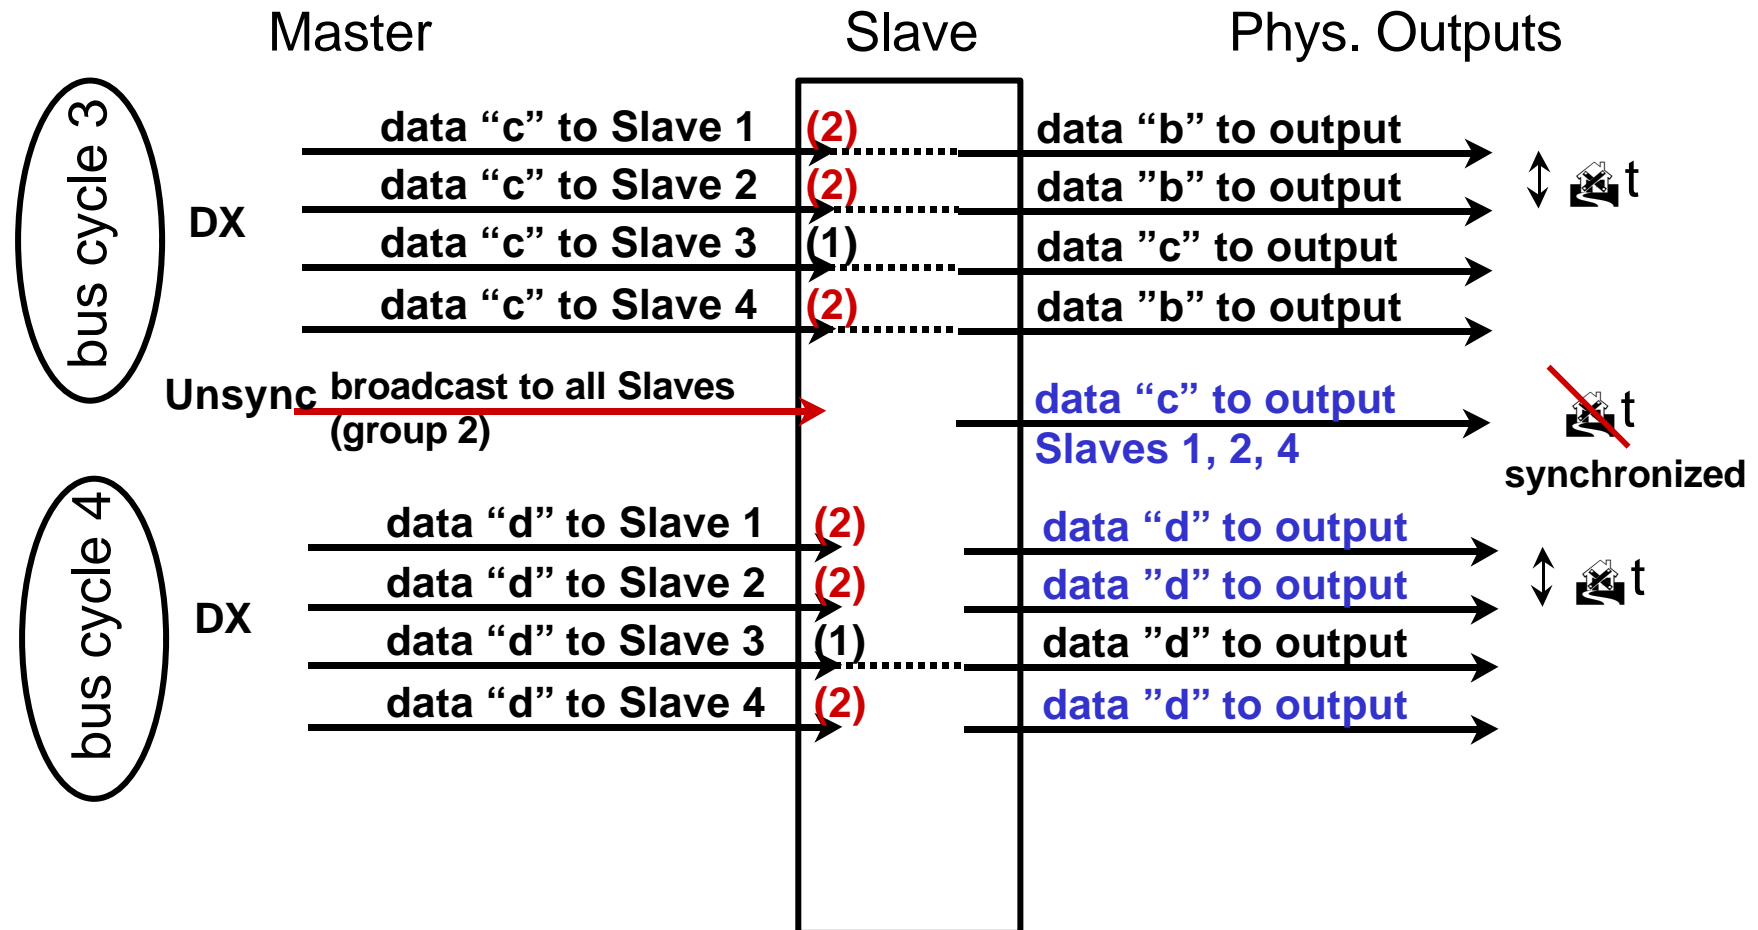 Master Slave Phys. Outputs
bus cycle 3
DX
data “c” to Slave 1 (2) data “b” to output
data “c” to Slave 2 (2) data “b” to output
t
data “c” to Slave 3 (1) data ”c” to output
data “c” to Slave 4 (2) data ”b” to output
Unsync broadcast to all Slaves
(group 2)
data “c” to output
Slaves 1, 2, 4
t
synchronized
bus cycle 4
DX
data “d” to Slave 1 (2) data “d” to output
data “d” to Slave 2 (2) data “d” to output
t
data “d” to Slave 3 (1) data ”d” to output
data “d” to Slave 4 (2) data ”d” to output